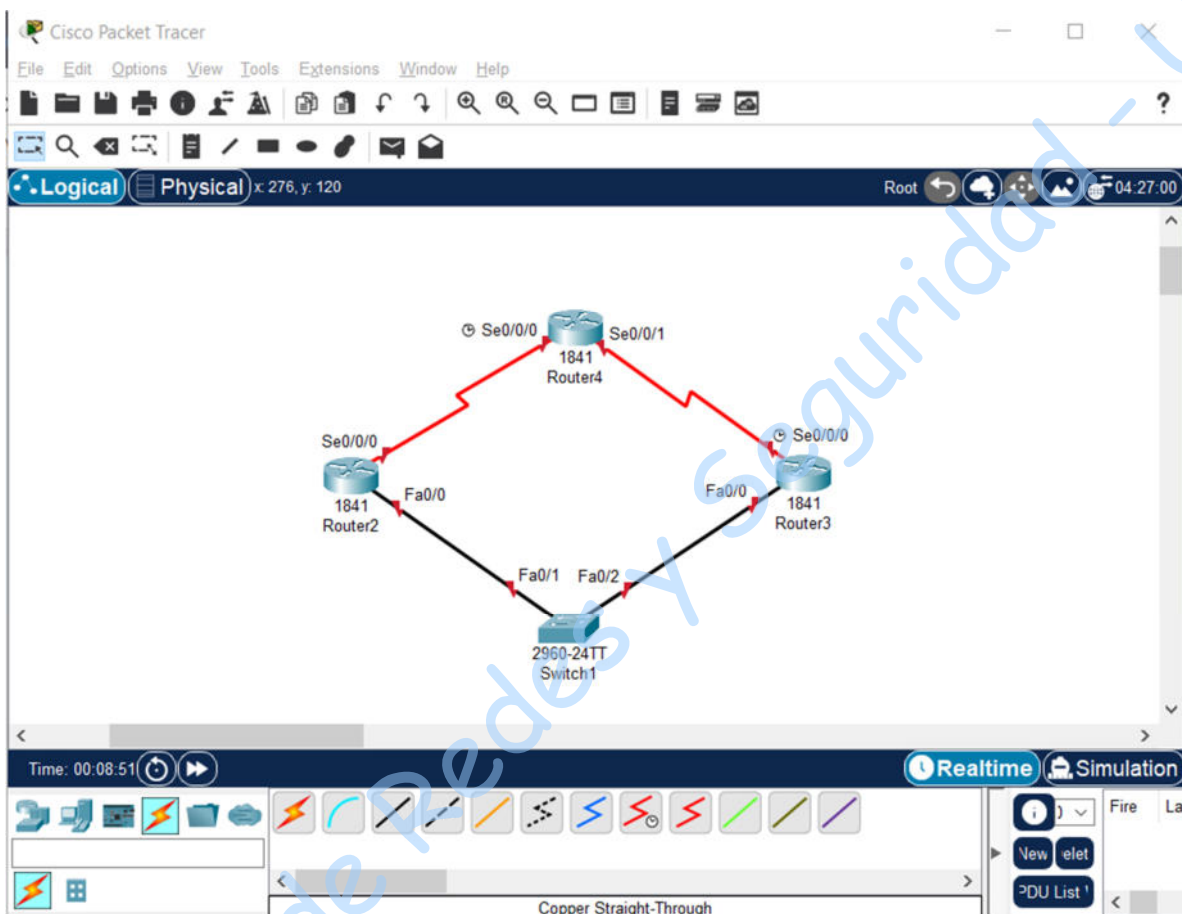 Cisco Packet Tracer
File Edit Options View Tools Extensions Window Help
?
Logical Physical x: 276, y: 120 Root 04:27:00
Se0/0/0 Se0/0/1
1841
Router4
Se0/0/0 Se0/0/0
Fa0/0 Fa0/0
1841 1841
Router2 Router3
Fa0/1 Fa0/2
2960-24TT
Switch1
de Redes y Seguridad -
Time: 00:08:51 Realtime Simulation
Fire La
New elet
PDU List
Copper Straight-Through